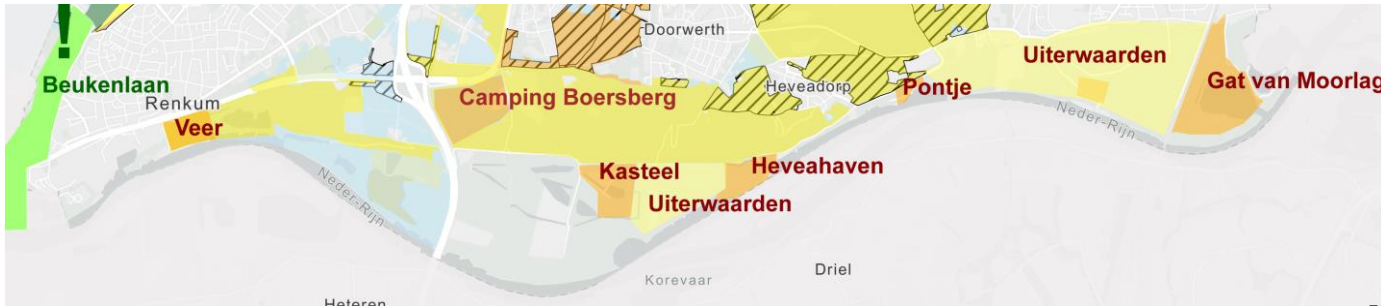 !
Doorwerth
Uiterwaarden
Beukenlaan
Renkum
Camping Boersberg
Heveadorp
Pontje
Gat van Moorlag
Veer
Neder-Rijn
Kasteel
Heveahaven
Neder-Rijn
Uiterwaarden
Korevaar
Driel
Heteren